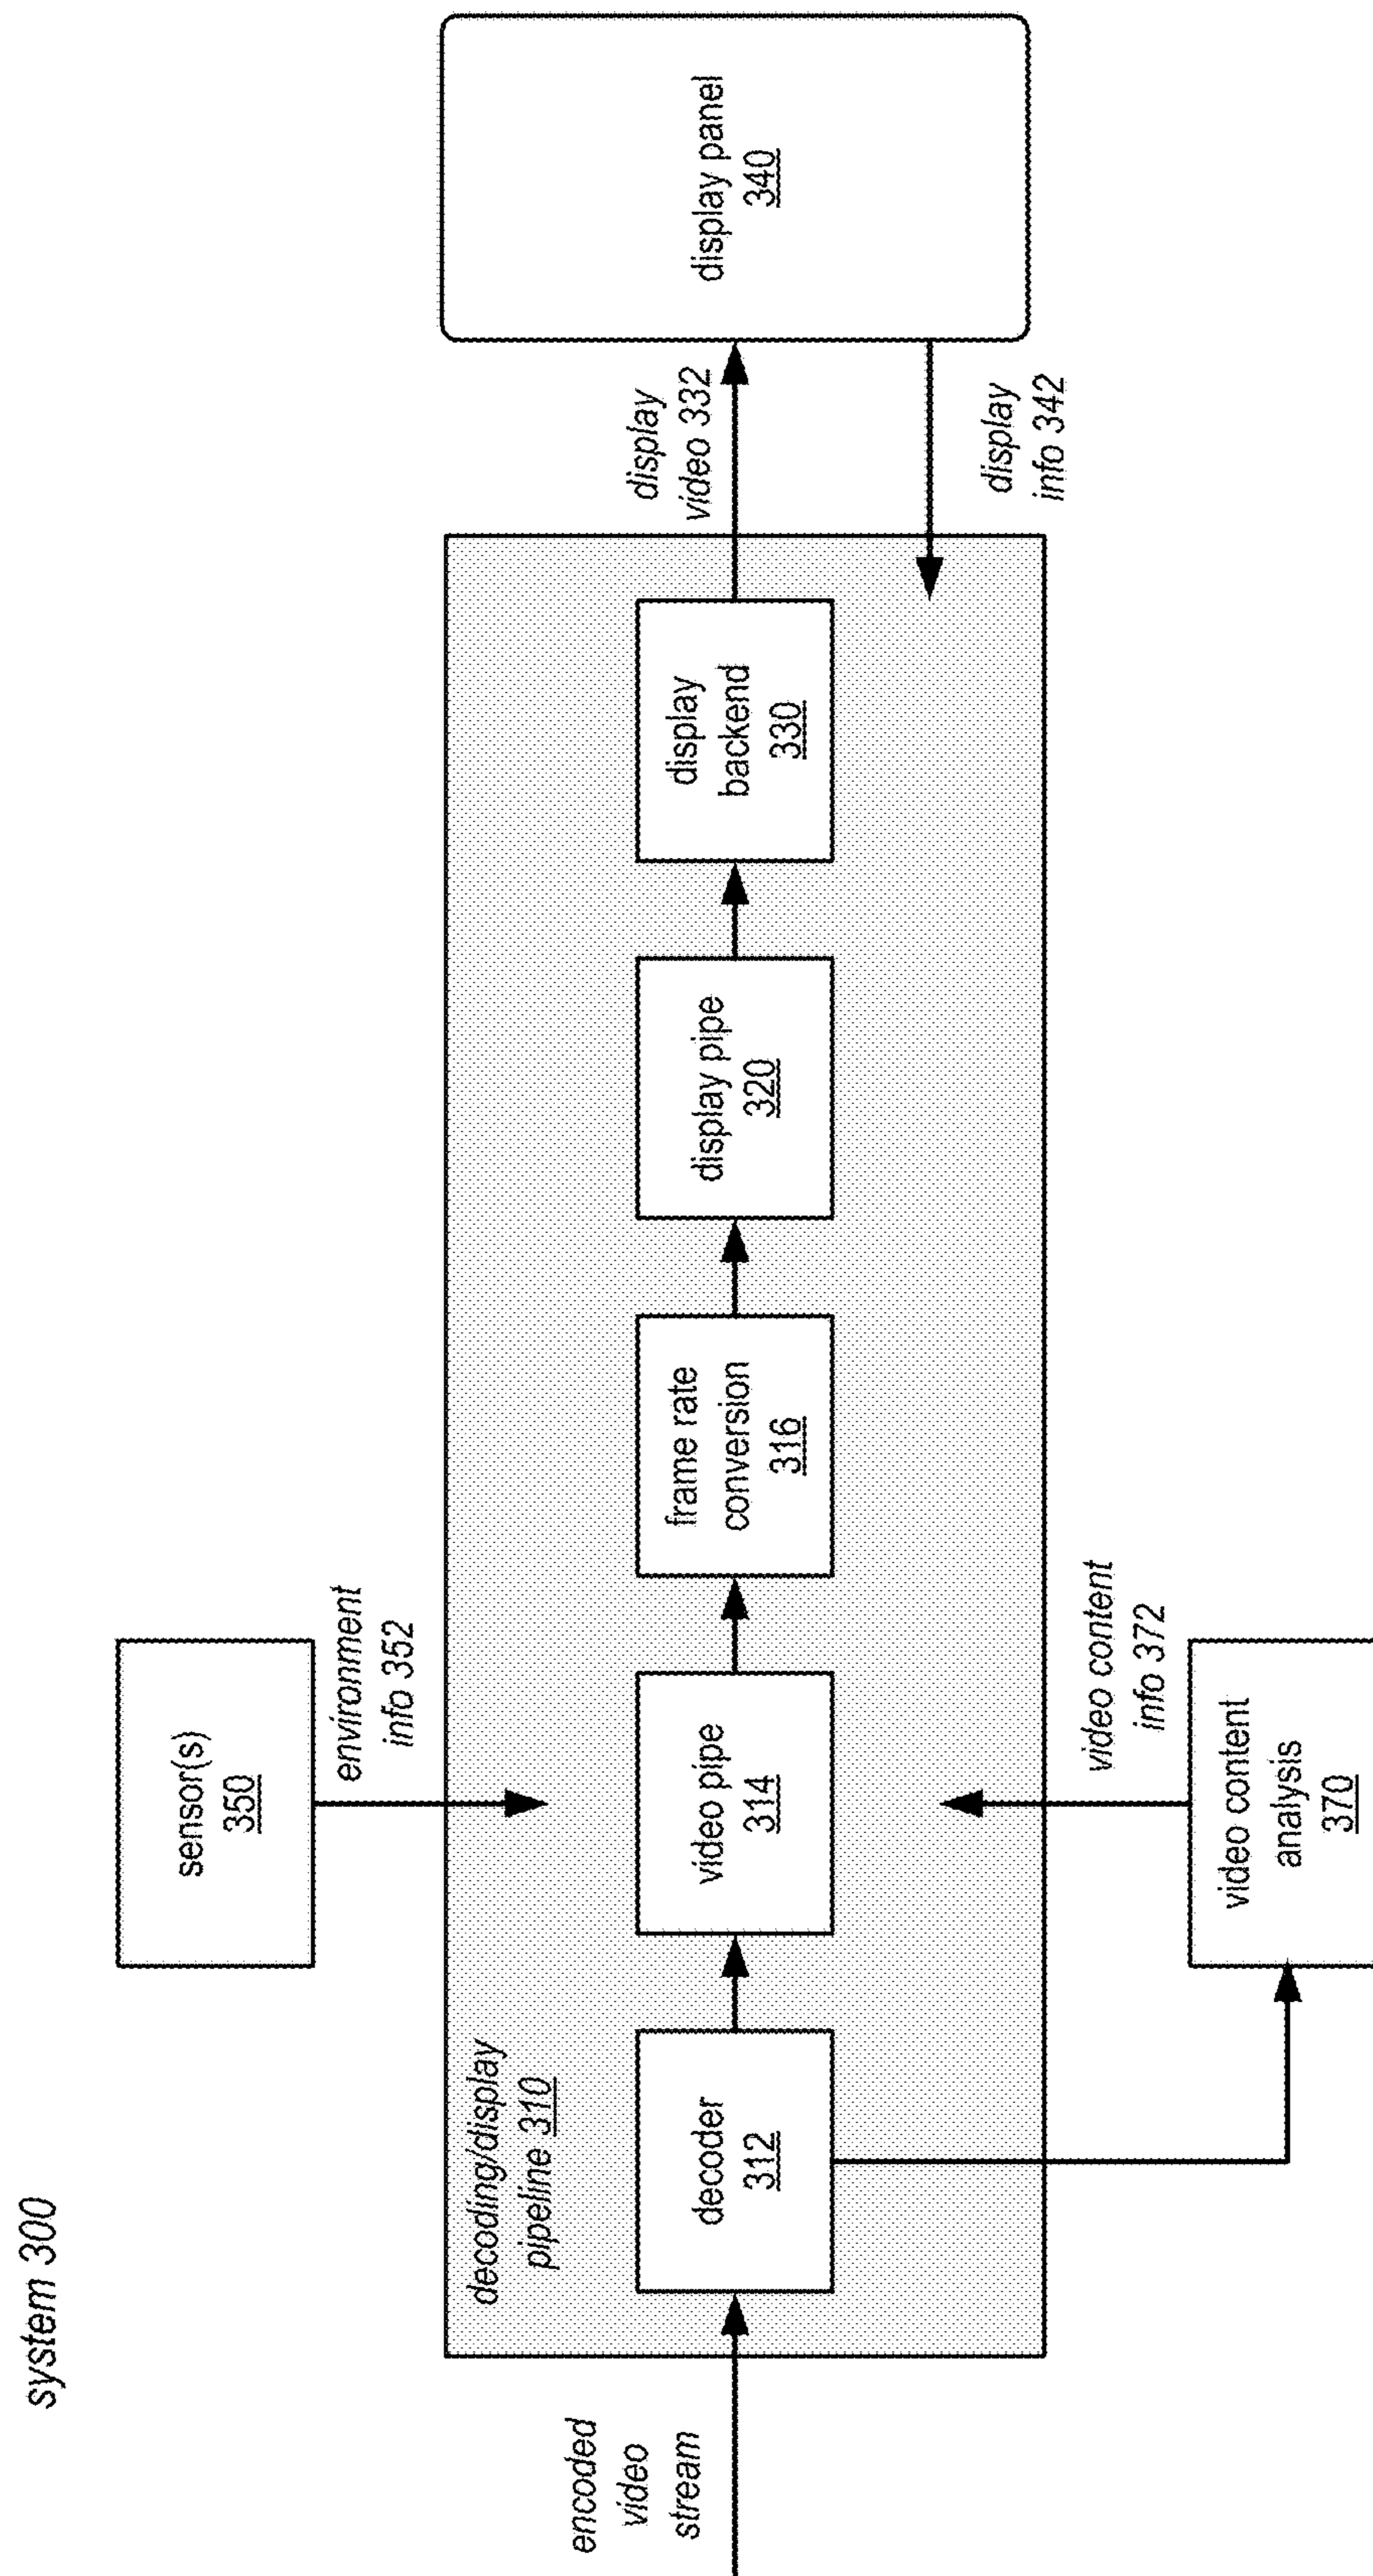 system 300
sensor(s)
350
environment
info 352
decoding/display
pipeline 310
encoded
video
stream
decoder
312
video pipe
314
frame rate
conversion
316
display pipe
320
display
backend
330
display
video 332
display panel
340
display
info 342
video content
info 372
video content
analysis
370